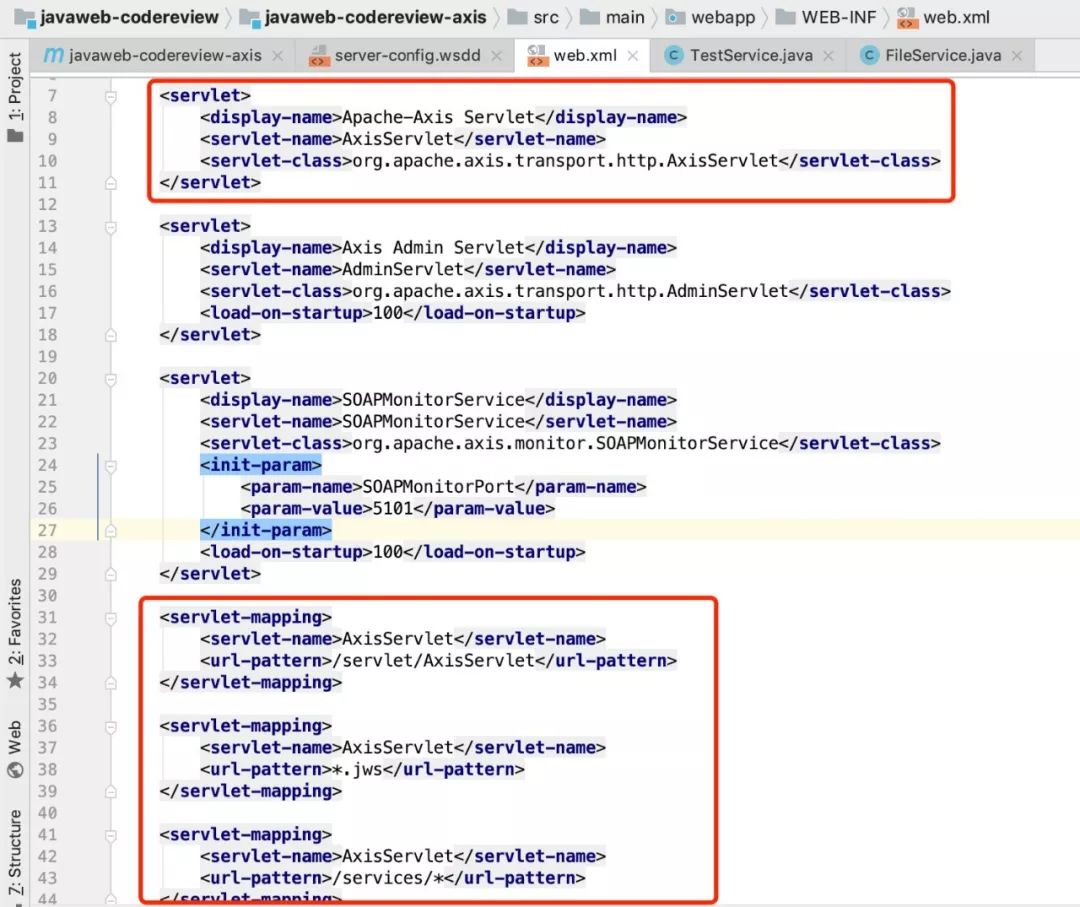 javaweb-codereview javaweb-codereview-axis src main webapp WEB-INF web.xml
javaweb-codereview-axis server-config.wsdd web.xml TestService.java FileService.java
1: Project
2: Favorites
Web
7: Structure
7 <servlet>
8 <display-name>Apache-Axis Servlet</display-name>
9 <servlet-name>AxisServlet</servlet-name>
10 <servlet-class>org.apache.axis.transport.http.AxisServlet</servlet-class>
11 </servlet>
12
13 <servlet>
14 <display-name>Axis Admin Servlet</display-name>
15 <servlet-name>AdminServlet</servlet-name>
16 <servlet-class>org.apache.axis.transport.http.AdminServlet</servlet-class>
17 <load-on-startup>100</load-on-startup>
18 </servlet>
19
20 <servlet>
21 <display-name>SOAPMonitorService</display-name>
22 <servlet-name>SOAPMonitorService</servlet-name>
23 <servlet-class>org.apache.axis.monitor.SOAPMonitorService</servlet-class>
24 <init-param>
25 <param-name>SOAPMonitorPort</param-name>
26 <param-value>5101</param-value>
27 </init-param>
28 <load-on-startup>100</load-on-startup>
29 </servlet>
30
31 <servlet-mapping>
32 <servlet-name>AxisServlet</servlet-name>
33 <url-pattern>/servlet/AxisServlet</url-pattern>
34 </servlet-mapping>
35
36 <servlet-mapping>
37 <servlet-name>AxisServlet</servlet-name>
38 <url-pattern>*.jws</url-pattern>
39 </servlet-mapping>
40
41 <servlet-mapping>
42 <servlet-name>AxisServlet</servlet-name>
43 <url-pattern>/services/*</url-pattern>
44 </servlet-mapping>